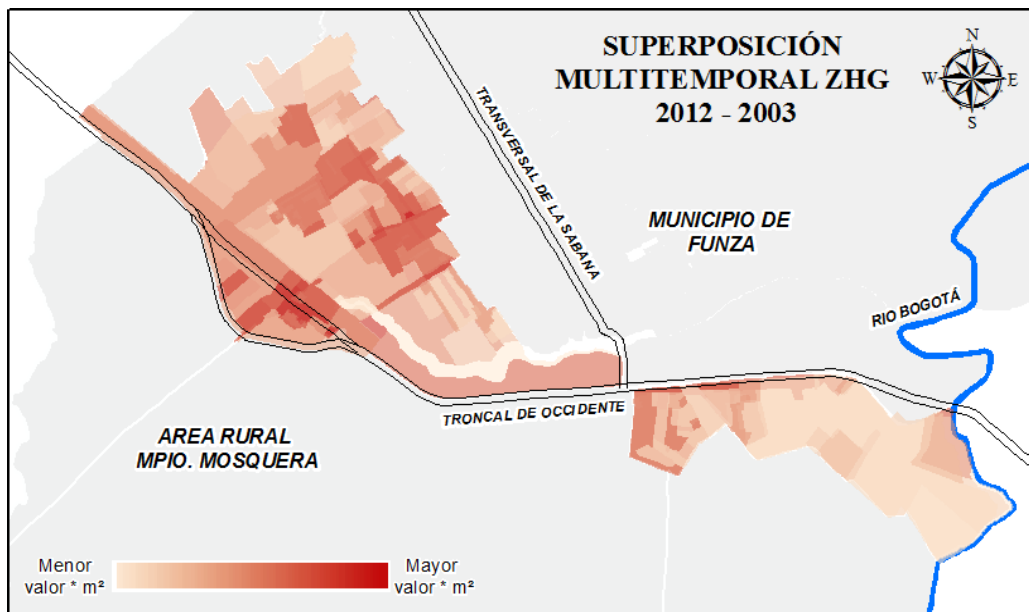 SUPERPOSICIÓN
MULTITEMPORAL ZHG
2012 - 2003
N
W
E
S
TRANSVERSAL DE LA SABANA
MUNICIPIO DE
FUNZA
RIO BOGOTÁ
TRONCAL DE OCCIDENTE
AREA RURAL
MPIO. MOSQUERA
Menor
valor * m²
Mayor
valor * m²